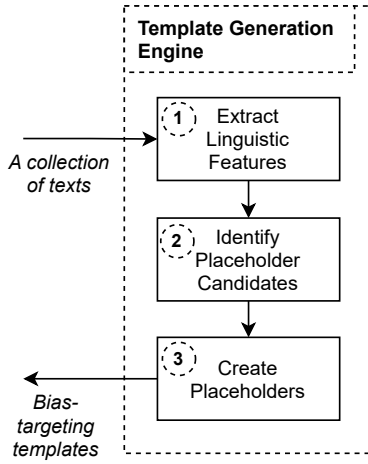 Template Generation
Engine
1
Extract
Linguistic
Features
A collection
of texts
2
Identify
Placeholder
Candidates
3
Create
Placeholders
Bias-
targeting
templates